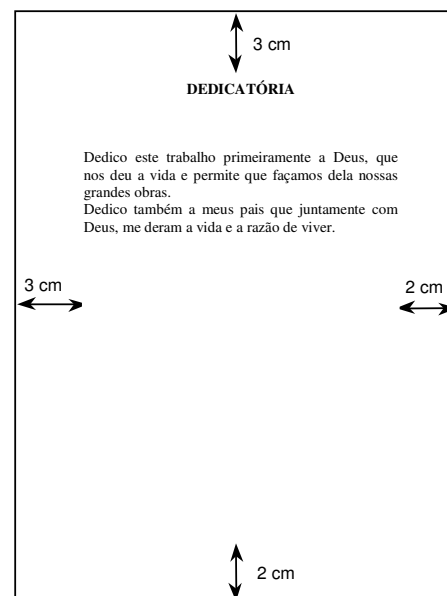 3 cm
DEDICATÓRIA
Dedico este trabalho primeiramente a Deus, que
nos deu a vida e permite que façamos dela nossas
grandes obras.
Dedico também a meus pais que juntamente com
Deus, me deram a vida e a razão de viver.
3 cm
2 cm
2 cm